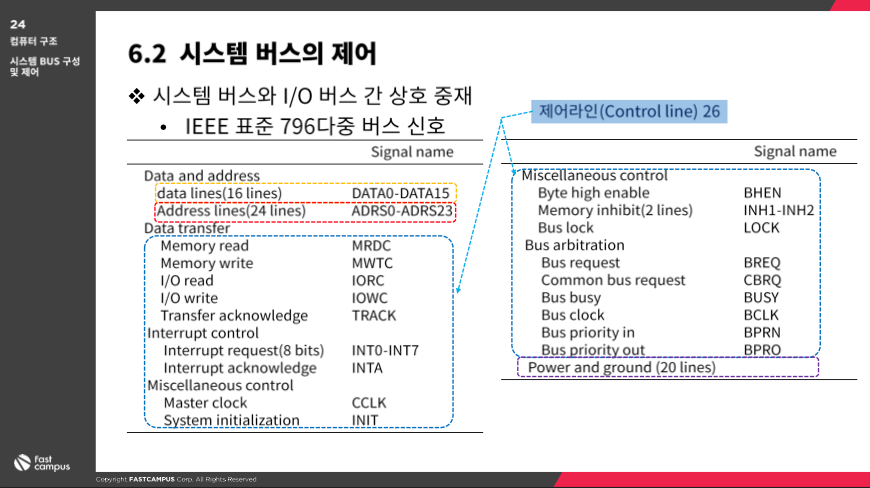 24
컴퓨터 구조
시스템 BUS 구성
및 제어
6.2 시스템 버스의 제어
❖ 시스템 버스와 I/O 버스 간 상호 중재
• IEEE 표준 796다중 버스 신호
제어라인(Control line) 26
Signal name
Data and address
data lines(16 lines) DATA0-DATA15
Address lines(24 lines) ADRS0-ADRS23
Data transfer
Memory read MRDC
Memory write MWTC
I/O read IORC
I/O write IOWC
Transfer acknowledge TRACK
Interrupt control
Interrupt request(8 bits) INT0-INT7
Interrupt acknowledge INTA
Miscellaneous control
Master clock CCLK
System initialization INIT
Signal name
Miscellaneous control
Byte high enable BHEN
Memory inhibit(2 lines) INH1-INH2
Bus lock LOCK
Bus arbitration
Bus request BREQ
Common bus request CBRQ
Bus busy BUSY
Bus clock BCLK
Bus priority in BPRN
Bus priority out BPRO
Power and ground (20 lines)
fast
campus
Copyright FASTCAMPUS Corp. All Rights Reserved